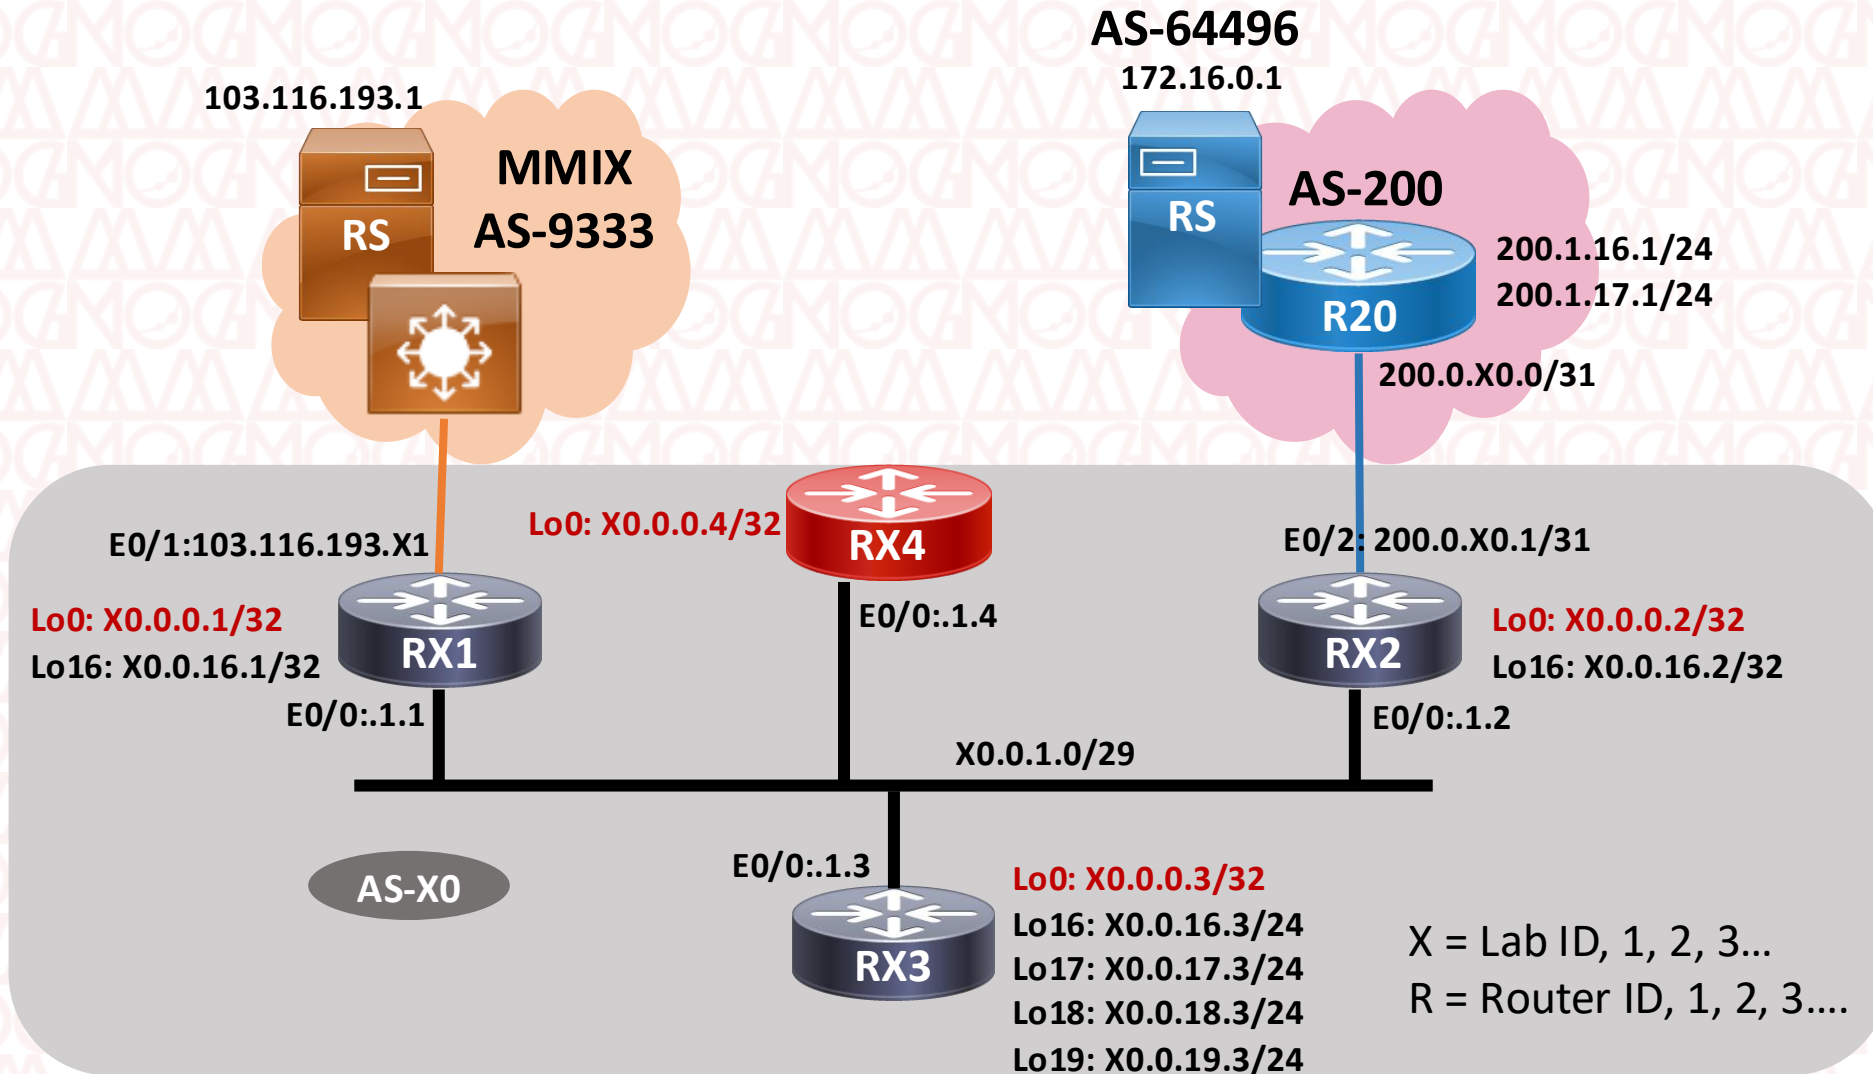 AS-64496
172.16.0.1
103.116.193.1
MMIX
AS-9333
RS
RS
AS-200
200.1.16.1/24
200.1.17.1/24
R20
200.0.X0.0/31
E0/1:103.116.193.X1
Lo0: X0.0.0.4/32
RX4
E0/2: 200.0.X0.1/31
Lo0: X0.0.0.1/32
Lo16: X0.0.16.1/32
RX1
E0/0:.1.4
RX2
Lo0: X0.0.0.2/32
Lo16: X0.0.16.2/32
E0/0:.1.1
E0/0:.1.2
X0.0.1.0/29
AS-X0
E0/0:.1.3
RX3
Lo0: X0.0.0.3/32
Lo16: X0.0.16.3/24
Lo17: X0.0.17.3/24
Lo18: X0.0.18.3/24
Lo19: X0.0.19.3/24
X = Lab ID, 1, 2, 3...
R = Router ID, 1, 2, 3....